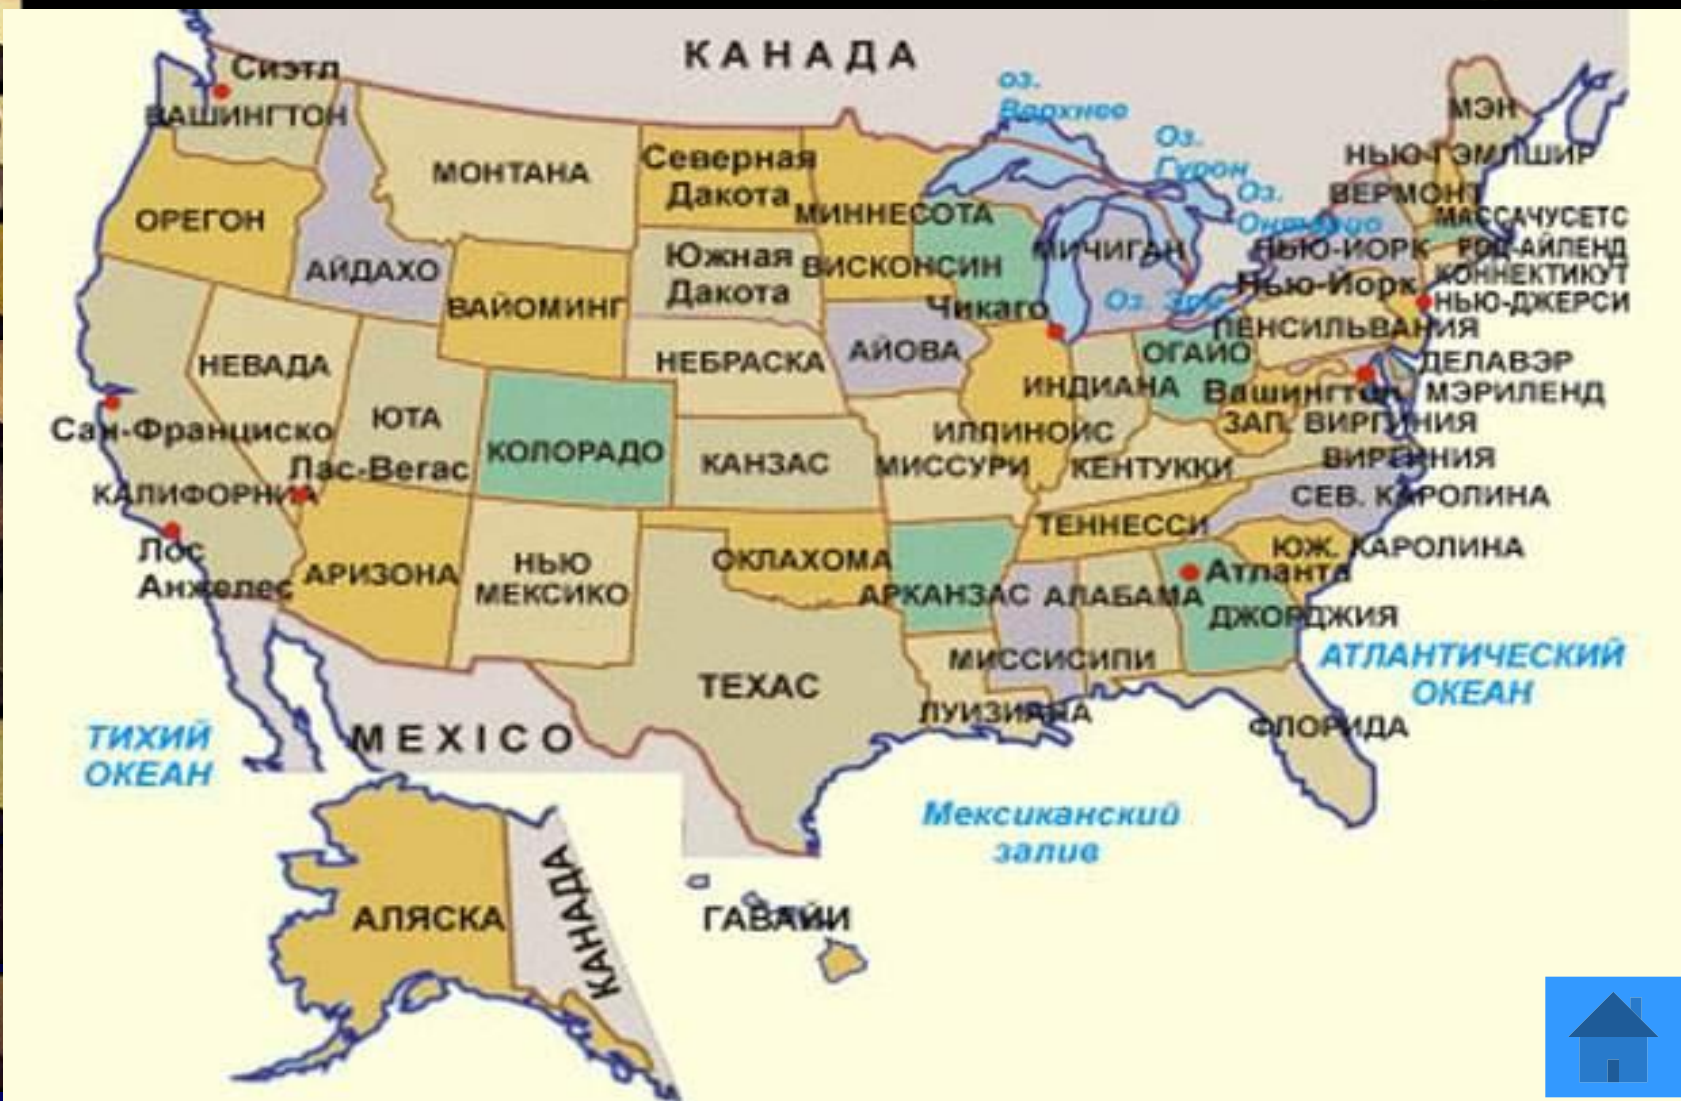 КАНАДА
Сиэтл
оз.
Верхнее
ВАШИНГТОН
МЭН
Оз.
Гурон
НЬЮ-ГЭМПШИР
МОНТАНА
Северная
Дакота
Оз.
Онтарио
ВЕРМОНТ
ОРЕГОН
МИННЕСОТА
МАССАЧУСЕТС
МИЧИГАН
НЬЮ-ЙОРК
РОД-АЙЛЕНД
АЙДАХО
Южная
Дакота
ВИСКОНСИН
КОННЕКТИКУТ
Нью-Йорк
ВАЙОМИНГ
Чикаго
Оз. Эри
НЬЮ-ДЖЕРСИ
ПЕНСИЛЬВАНИЯ
НЕВАДА
НЕБРАСКА
АЙОВА
ОГАЙО
ДЕЛАВЭР
ИНДИАНА
Вашингтон
МЭРИЛЕНД
ЮТА
Сан-Франциско
ЗАП. ВИРГИНИЯ
ИЛЛИНОИС
КОЛОРАДО
КАНЗАС
МИССУРИ
КЕНТУККИ
ВИРГИНИЯ
Лас-Вегас
КАЛИФОРНИЯ
СЕВ. КАРОЛИНА
ТЕННЕССИ
Лос
Анжелес
АРИЗОНА
НЬЮ
МЕКСИКО
ОКЛАХОМА
ЮЖ. КАРОЛИНА
Атланта
АРКАНЗАС
АЛАБАМА
ДЖОРДЖИЯ
МИССИСИПИ
АТЛАНТИЧЕСКИЙ
ОКЕАН
ТЕХАС
ЛУИЗИАНА
ФЛОРИДА
ТИХИЙ
ОКЕАН
MEXICO
Мексиканский
залив
КАНАДА
АЛЯСКА
ГАВАЙИ